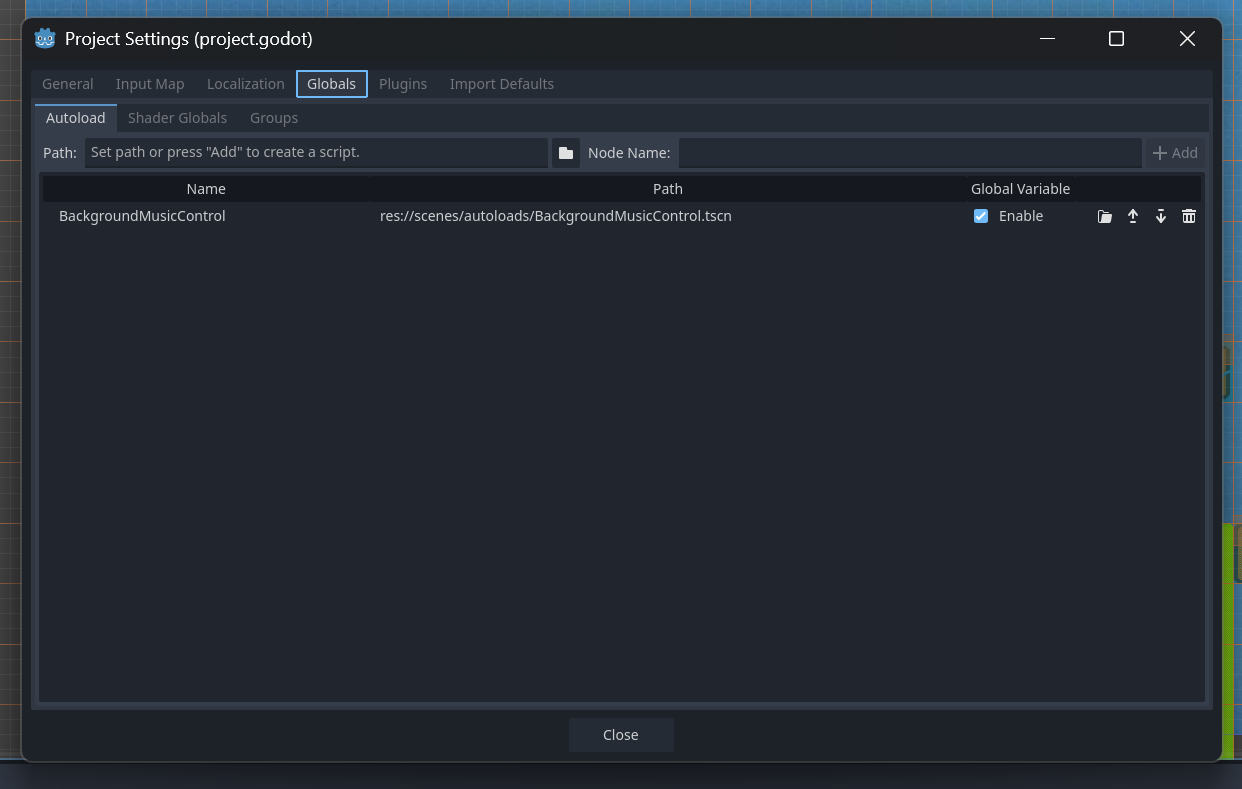 Project Settings (project.godot)
General Input Map Localization Globals Plugins Import Defaults
Autoload Shader Globals Groups
Path: Set path or press "Add" to create a script. Node Name: Add
Name Path Global Variable
BackgroundMusicControl res://scenes/autoloads/BackgroundMusicControl.tscn Enable
Close